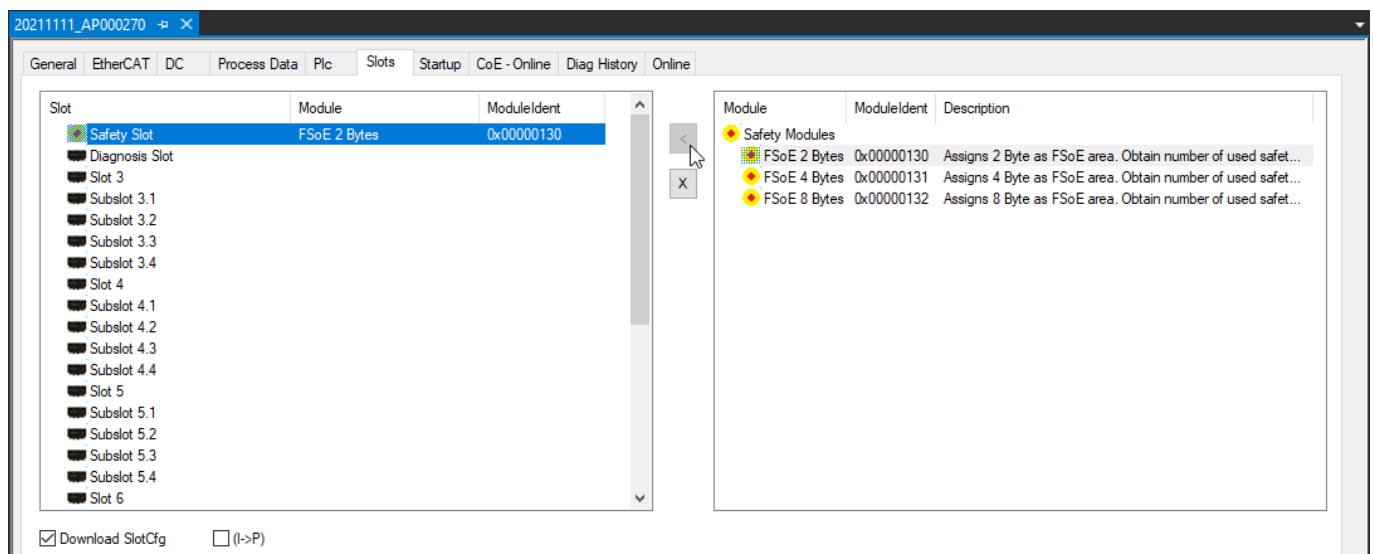 20211111_AP000270
General EtherCAT DC Process Data Plc Slots Startup CoE - Online Diag History Online
Slot Module ModuleIdent
Safety Slot FSoE 2 Bytes 0x00000130
Diagnosis Slot
Slot 3
Subslot 3.1
Subslot 3.2
Subslot 3.3
Subslot 3.4
Slot 4
Subslot 4.1
Subslot 4.2
Subslot 4.3
Subslot 4.4
Slot 5
Subslot 5.1
Subslot 5.2
Subslot 5.3
Subslot 5.4
Slot 6
<
X
Module ModuleIdent Description
Safety Modules
FSoE 2 Bytes 0x00000130 Assigns 2 Byte as FSoE area. Obtain number of used safet...
FSoE 4 Bytes 0x00000131 Assigns 4 Byte as FSoE area. Obtain number of used safet...
FSoE 8 Bytes 0x00000132 Assigns 8 Byte as FSoE area. Obtain number of used safet...
Download SlotCfg (I->P)